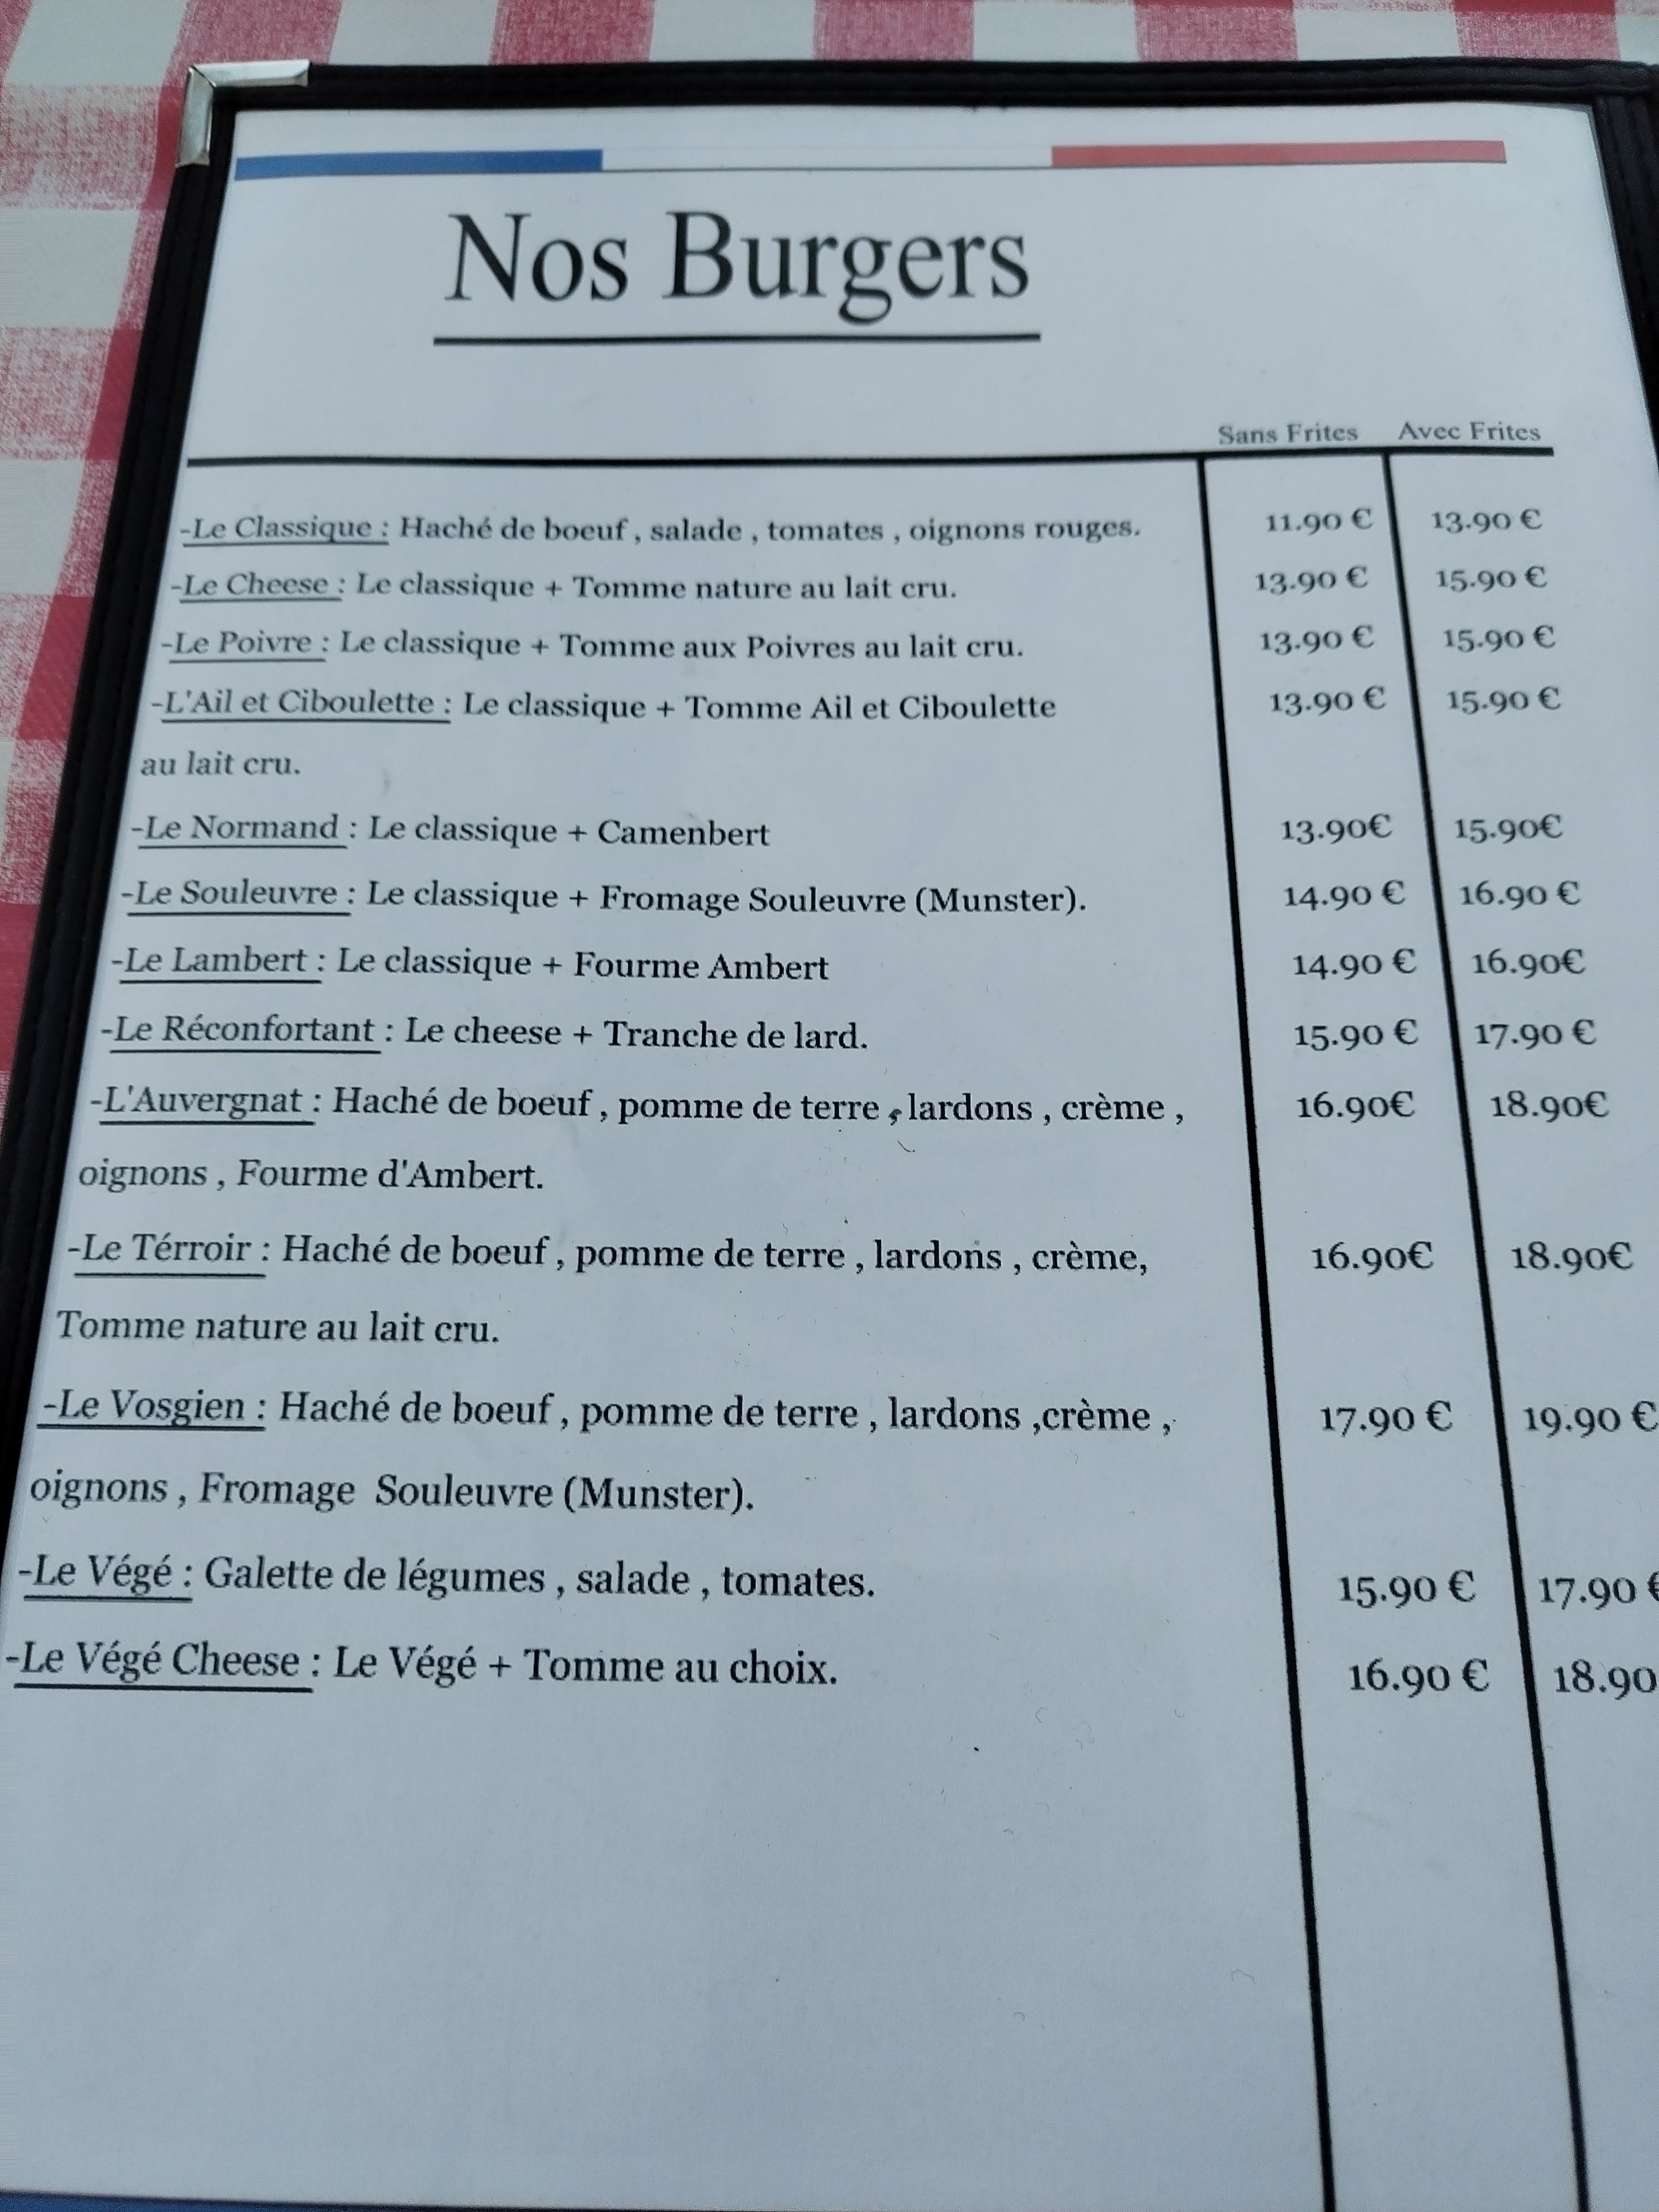 Nos Burgers
Sans Frites Avec Frites
-Le Classique : Haché de boeuf , salade , tomates , oignons rouges. 11.90 € 13.90 €
-Le Cheese : Le classique + Tomme nature au lait cru. 13.90 € 15.90 €
-Le Poivre : Le classique + Tomme aux Poivres au lait cru. 13.90 € 15.90 €
-L'Ail et Ciboulette : Le classique + Tomme Ail et Ciboulette 13.90 € 15.90 €
au lait cru.
-Le Normand : Le classique + Camenbert 13.90€ 15.90€
-Le Souleuvre : Le classique + Fromage Souleuvre (Munster). 14.90 € 16.90 €
-Le Lambert : Le classique + Fourme Ambert 14.90 € 16.90€
-Le Réconfortant : Le cheese + Tranche de lard. 15.90 € 17.90 €
-L'Auvergnat : Haché de boeuf , pomme de terre , lardons , crème , 16.90€ 18.90€
oignons , Fourme d'Ambert.
-Le Térroir : Haché de boeuf , pomme de terre , lardons , crème, 16.90€ 18.90€
Tomme nature au lait cru.
-Le Vosgien : Haché de boeuf , pomme de terre , lardons ,crème , 17.90 € 19.90 €
oignons , Fromage Souleuvre (Munster).
-Le Végé : Galette de légumes , salade , tomates. 15.90 € 17.90 €
-Le Végé Cheese : Le Végé + Tomme au choix. 16.90 € 18.90